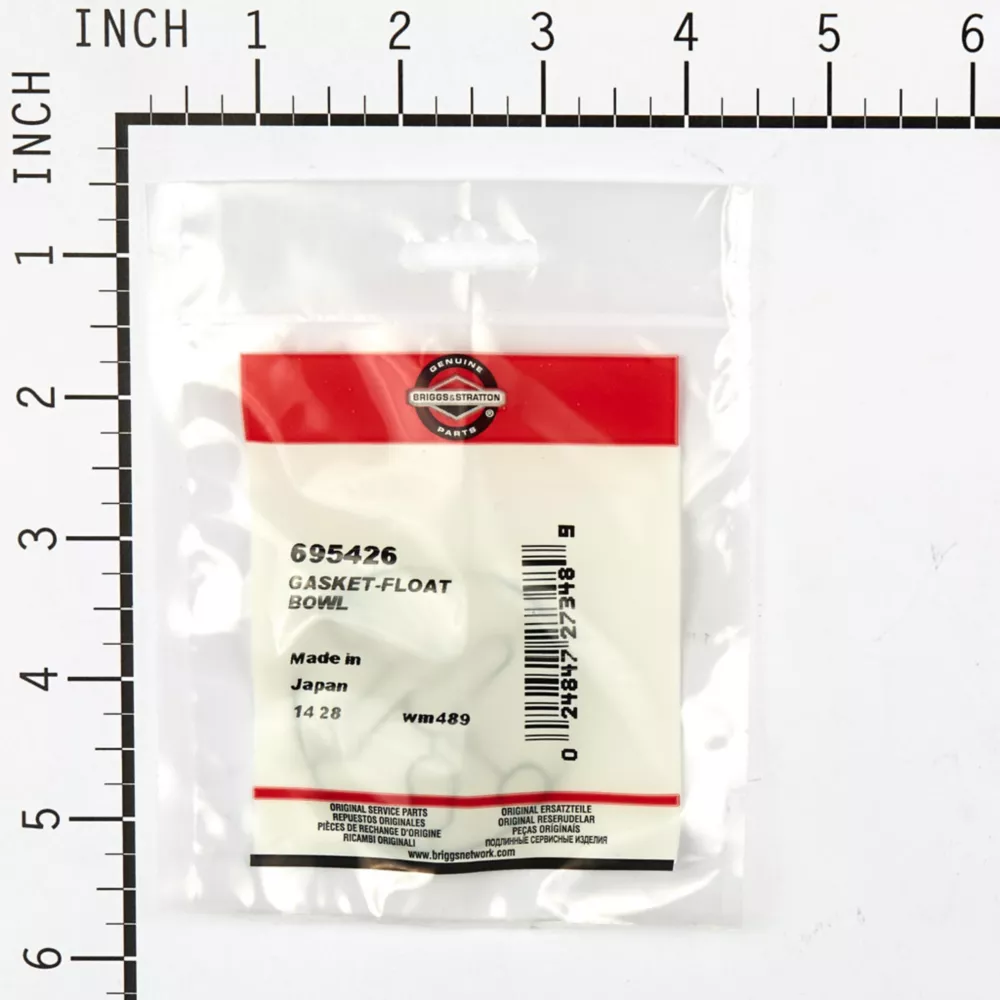 INCH 1 2 3 4 5 6
INCH
1
2
3
4
5
6
GENUINE
BRIGGS&STRATTON
®
PARTS
695426
GASKET-FLOAT
BOWL
Made in
Japan
14 28 wm489
0 24847 27348 9
ORIGINAL SERVICE PARTS
REPUESTOS ORIGINALES
PIÈCES DE RECHANGE D'ORIGINE
RICAMBI ORIGINALI
ORIGINAL ERSATZTEILE
ORIGINAL RESERUDELAR
PEÇAS ORIGINAIS
ПОДЛИННЫЕ СЕРВИСНЫЕ ИЗДЕЛИЯ
www.briggsnetwork.com